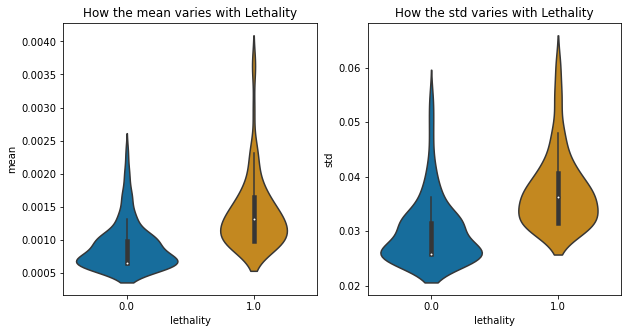 How the mean varies with Lethality
mean
0.0040
0.0035
0.0030
0.0025
0.0020
0.0015
0.0010
0.0005
0.0
1.0
lethality
How the std varies with Lethality
std
0.06
0.05
0.04
0.03
0.02
0.0
1.0
lethality